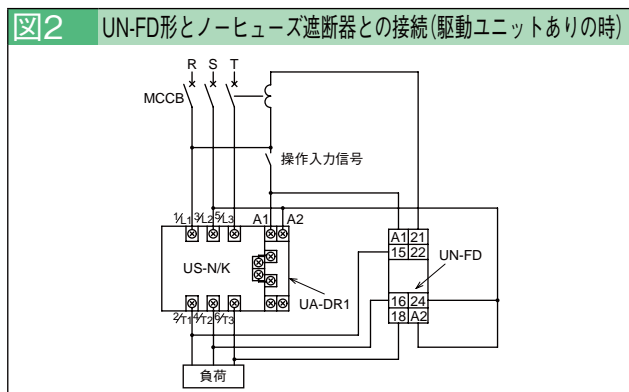 図2 UN-FD形とノーヒューズ遮断器との接続(駆動ユニットありの時)
R S T
MCCB
操作入力信号
1/L1 3/L2 5/L3 A1 A2
A1 21
15 22
UN-FD
US-N/K
UA-DR1
16 24
18 A2
2/T1 4/T2 6/T3
負荷